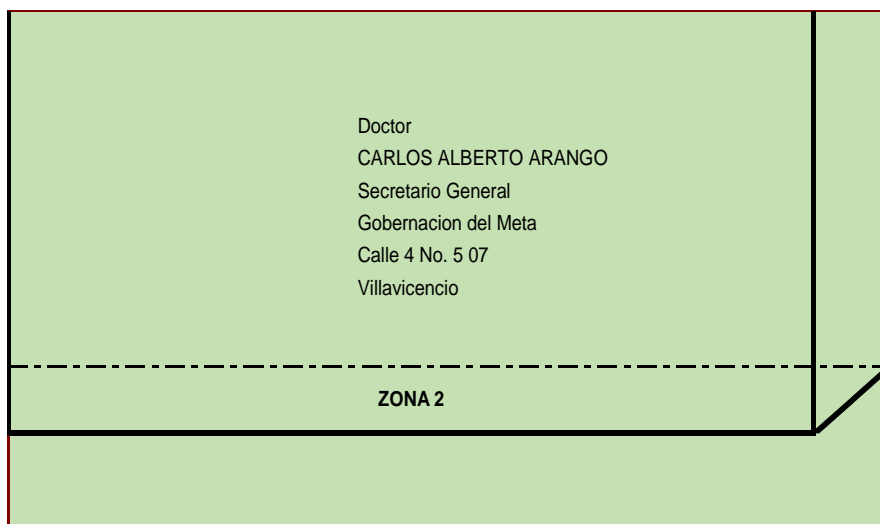 Doctor
CARLOS ALBERTO ARANGO
Secretario General
Gobernacion del Meta
Calle 4 No. 5 07
Villavicencio
ZONA 2